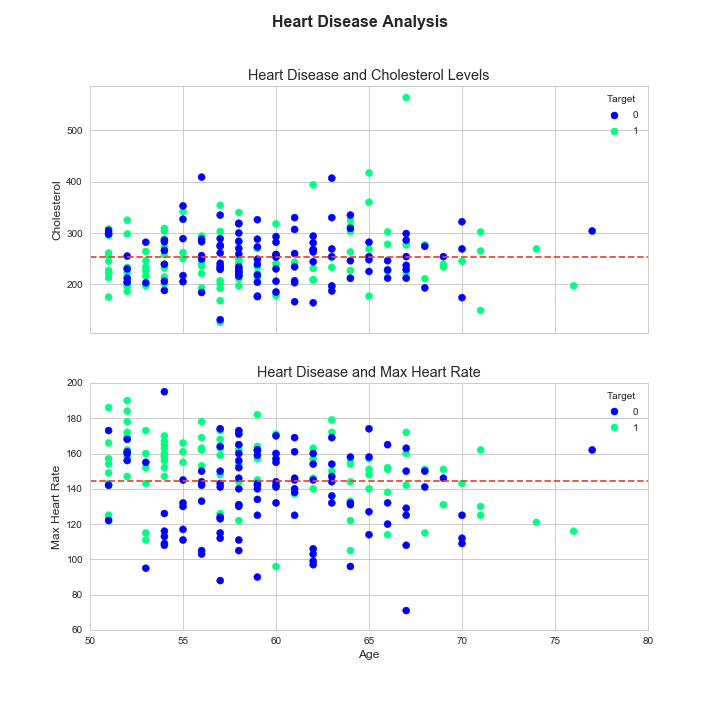 Heart Disease Analysis
Heart Disease and Cholesterol Levels
Target
0
1
500
400
300
200
Cholesterol
Heart Disease and Max Heart Rate
Target
0
1
200
180
160
140
120
100
80
60
Max Heart Rate
50 55 60 65 70 75 80
Age